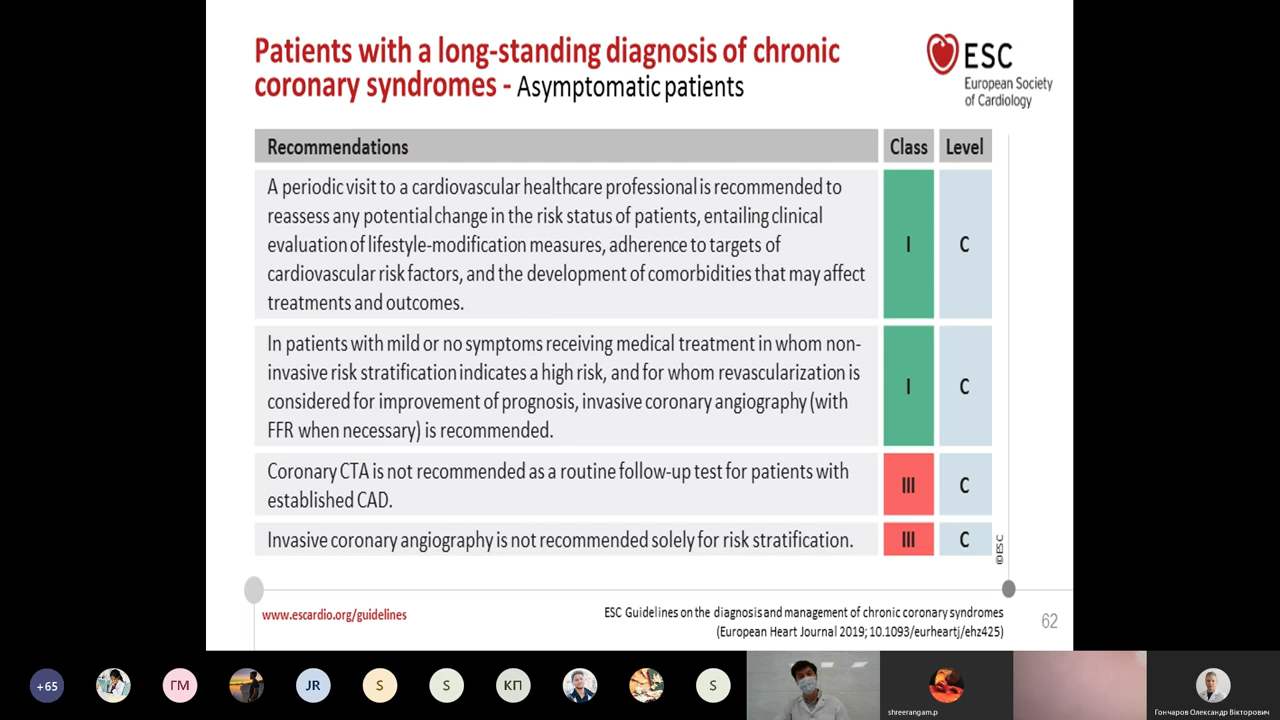 Patients with a long-standing diagnosis of chronic
coronary syndromes - Asymptomatic patients
ESC
European Society
of Cardiology
Recommendations Class Level
A periodic visit to a cardiovascular healthcare professional is recommended to
reassess any potential change in the risk status of patients, entailing clinical
evaluation of lifestyle-modification measures, adherence to targets of
cardiovascular risk factors, and the development of comorbidities that may affect
treatments and outcomes.
I C
In patients with mild or no symptoms receiving medical treatment in whom non-
invasive risk stratification indicates a high risk, and for whom revascularization is
considered for improvement of prognosis, invasive coronary angiography (with
FFR when necessary) is recommended.
I C
Coronary CTA is not recommended as a routine follow-up test for patients with
established CAD.
III C
Invasive coronary angiography is not recommended solely for risk stratification.
III C
©ESC
www.escardio.org/guidelines
ESC Guidelines on the diagnosis and management of chronic coronary syndromes
(European Heart Journal 2019; 10.1093/eurheartj/ehz425)
62
+65 ГМ JR S S КП S
shreerangam.p
Гончаров Олександр Вікторович